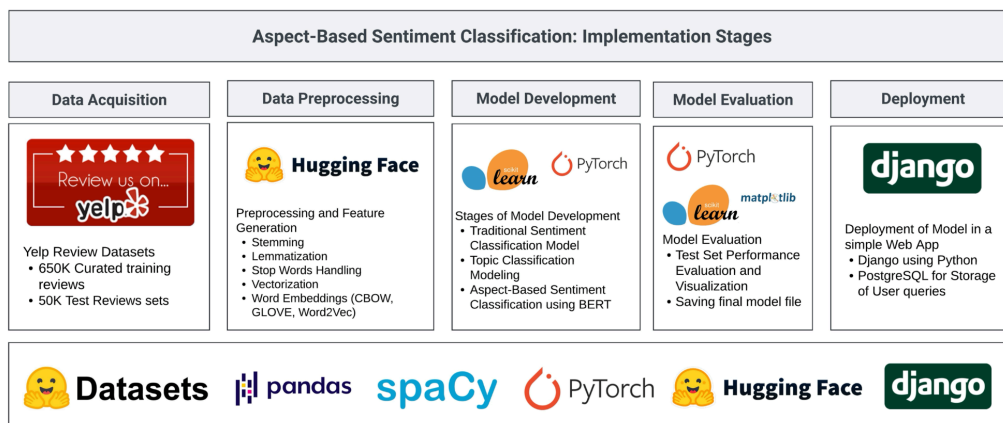 Aspect-Based Sentiment Classification: Implementation Stages
Data Acquisition
Review us on...
yelp
Yelp Review Datasets
• 650K Curated training
reviews
• 50K Test Reviews sets
Data Preprocessing
Hugging Face
Preprocessing and Feature
Generation
• Stemming
• Lemmatization
• Stop Words Handling
• Vectorization
• Word Embeddings (CBOW,
GLOVE, Word2Vec)
Model Development
scikit
learn
PyTorch
Stages of Model Development
• Traditional Sentiment
Classification Model
• Topic Classification
Modeling
• Aspect-Based Sentiment
Classification using BERT
Model Evaluation
PyTorch
scikit
learn
matplotlib
Model Evaluation
• Test Set Performance
Evaluation and
Visualization
• Saving final model file
Deployment
django
Deployment of Model in a
simple Web App
• Django using Python
• PostgreSQL for Storage
of User queries
Datasets
pandas
spaCy
PyTorch
Hugging Face
django